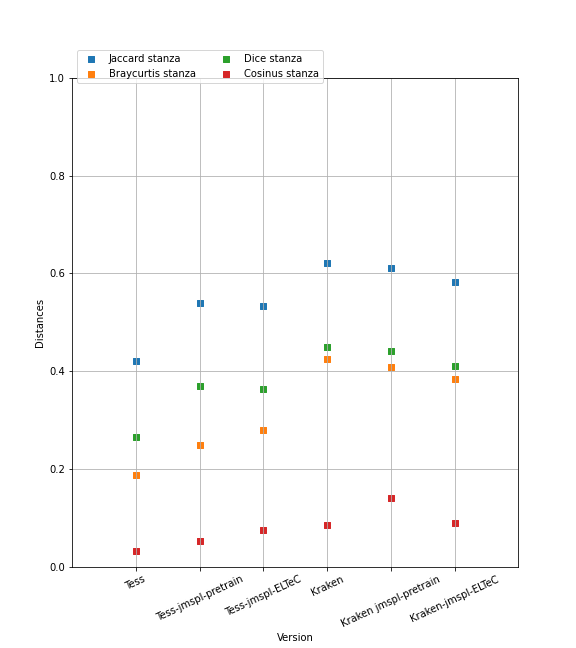 Jaccard stanza
Braycurtis stanza
Dice stanza
Cosinus stanza
1.0
0.8
0.6
0.4
0.2
0.0
Distances
Tess
Tess-jmspl-pretrain
Tess-jmspl-ELTeC
Kraken
Kraken jmspl-pretrain
Kraken-jmspl-ELTeC
Version